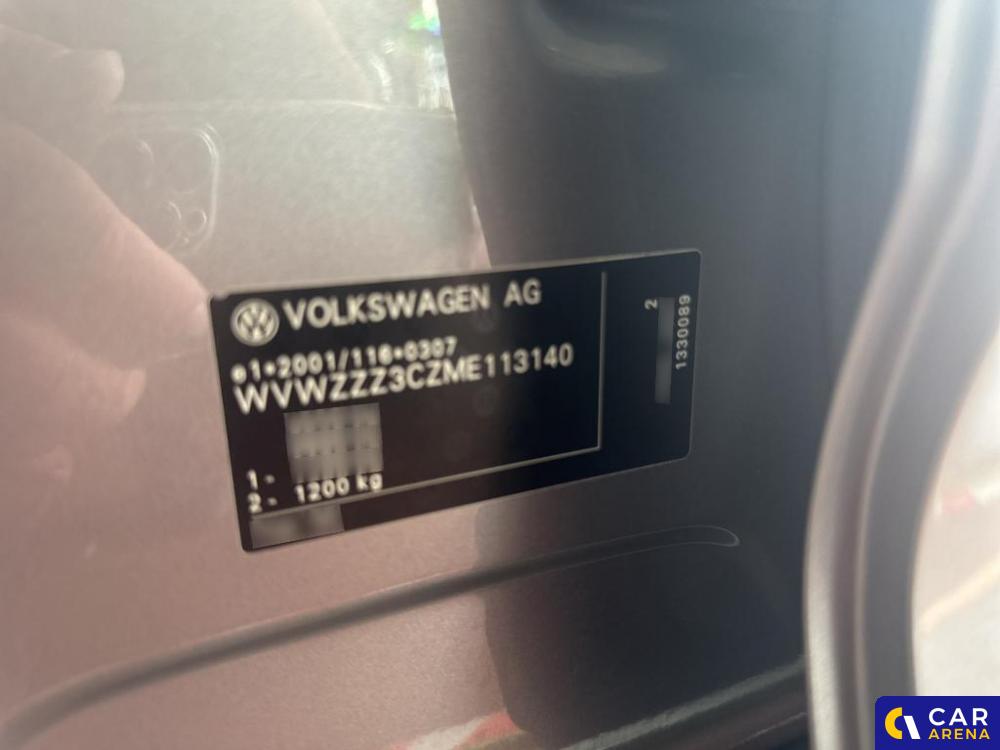 VOLKSWAGEN AG
e1*2001/116*0307
WVWZZZ3CZME113140
1-
2- 1200 kg
2
1330089
CAR
ARENA